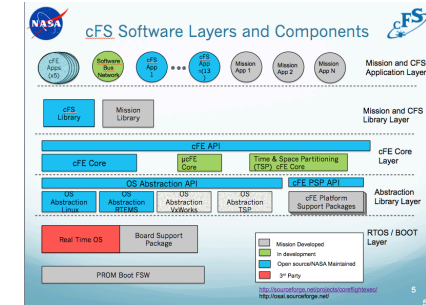 NASA
cFS Software Layers and Components
cFS
cFE
Apps
(x5)
Software
Bus
Network
cFS
App
1
cFS
App
Mission
App 1
Mission
App 2
Mission
App N
Mission and CFS
Application Layer
cFS
Library
Mission
Library
Mission and CFS
Library Layer
cFE API
cFE Core
µcFE
Core
Time & Space Partitioning
(TSP) cFE Core
cFE Core
Layer
OS Abstraction API
cFE PSP API
OS
Abstraction
Linux
OS
Abstraction
RTEMS
OS
Abstraction
VxWorks
OS
Abstraction
TSP
cFE Platform
Support Packages
Abstraction
Library Layer
Real Time OS
Board Support
Package
RTOS / BOOT
Layer
PROM Boot FSW
Mission Developed
In development
Open source/NASA Maintained
3rd Party
http://sourceforge.net/projects/coreflightexec/
http://osal.sourceforge.net/
5